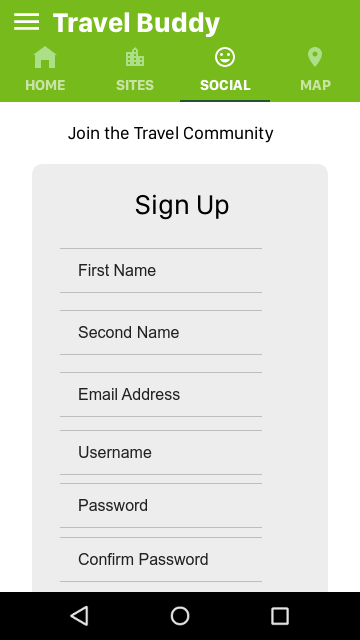 Travel Buddy
HOME SITES SOCIAL MAP
Join the Travel Community
Sign Up
First Name
Second Name
Email Address
Username
Password
Confirm Password